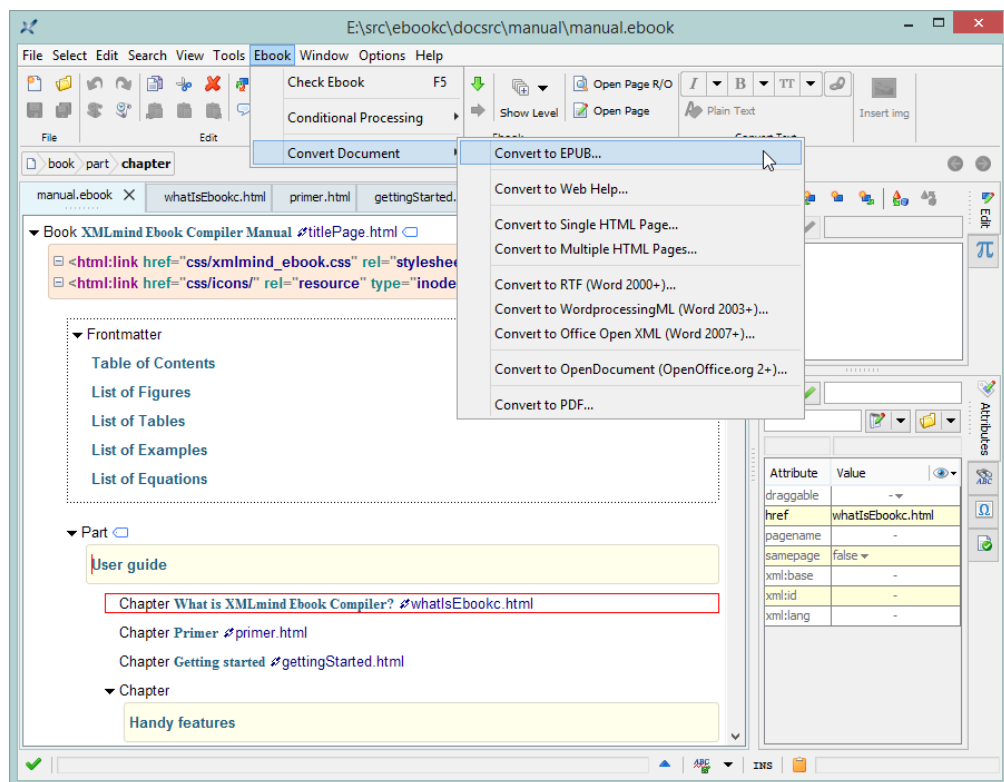 E:\src\ebookc\docsrc\manual\manual.ebook
File Select Edit Search View Tools Ebook Window Options Help
Check Ebook F5
Conditional Processing
Convert Document
Open Page R/O
I B TT
Show Level
Open Page
Plain Text
Insert img
File
Edit
book part chapter
Convert to EPUB...
Convert to Web Help...
Convert to Single HTML Page...
Convert to Multiple HTML Pages...
Convert to RTF (Word 2000+)...
Convert to WordprocessingML (Word 2003+)...
Convert to Office Open XML (Word 2007+)...
Convert to OpenDocument (OpenOffice.org 2+)...
Convert to PDF...
manual.ebook whatIsEbookc.html primer.html gettingStarted.
Book XMLmind Ebook Compiler Manual titlePage.html
<html:link href="css/xmlmind_ebook.css" rel="styleshee
<html:link href="css/icons/" rel="resource" type="inode
Frontmatter
Table of Contents
List of Figures
List of Tables
List of Examples
List of Equations
Part
User guide
Chapter What is XMLmind Ebook Compiler? whatIsEbookc.html
Chapter Primer primer.html
Chapter Getting started gettingStarted.html
Chapter
Handy features
Edit
Attributes
Attribute Value
draggable -
href whatIsEbookc.html
pagename -
samepage false
xml:base -
xml:id -
xml:lang -
ABC
Ω
π
ABC
INS